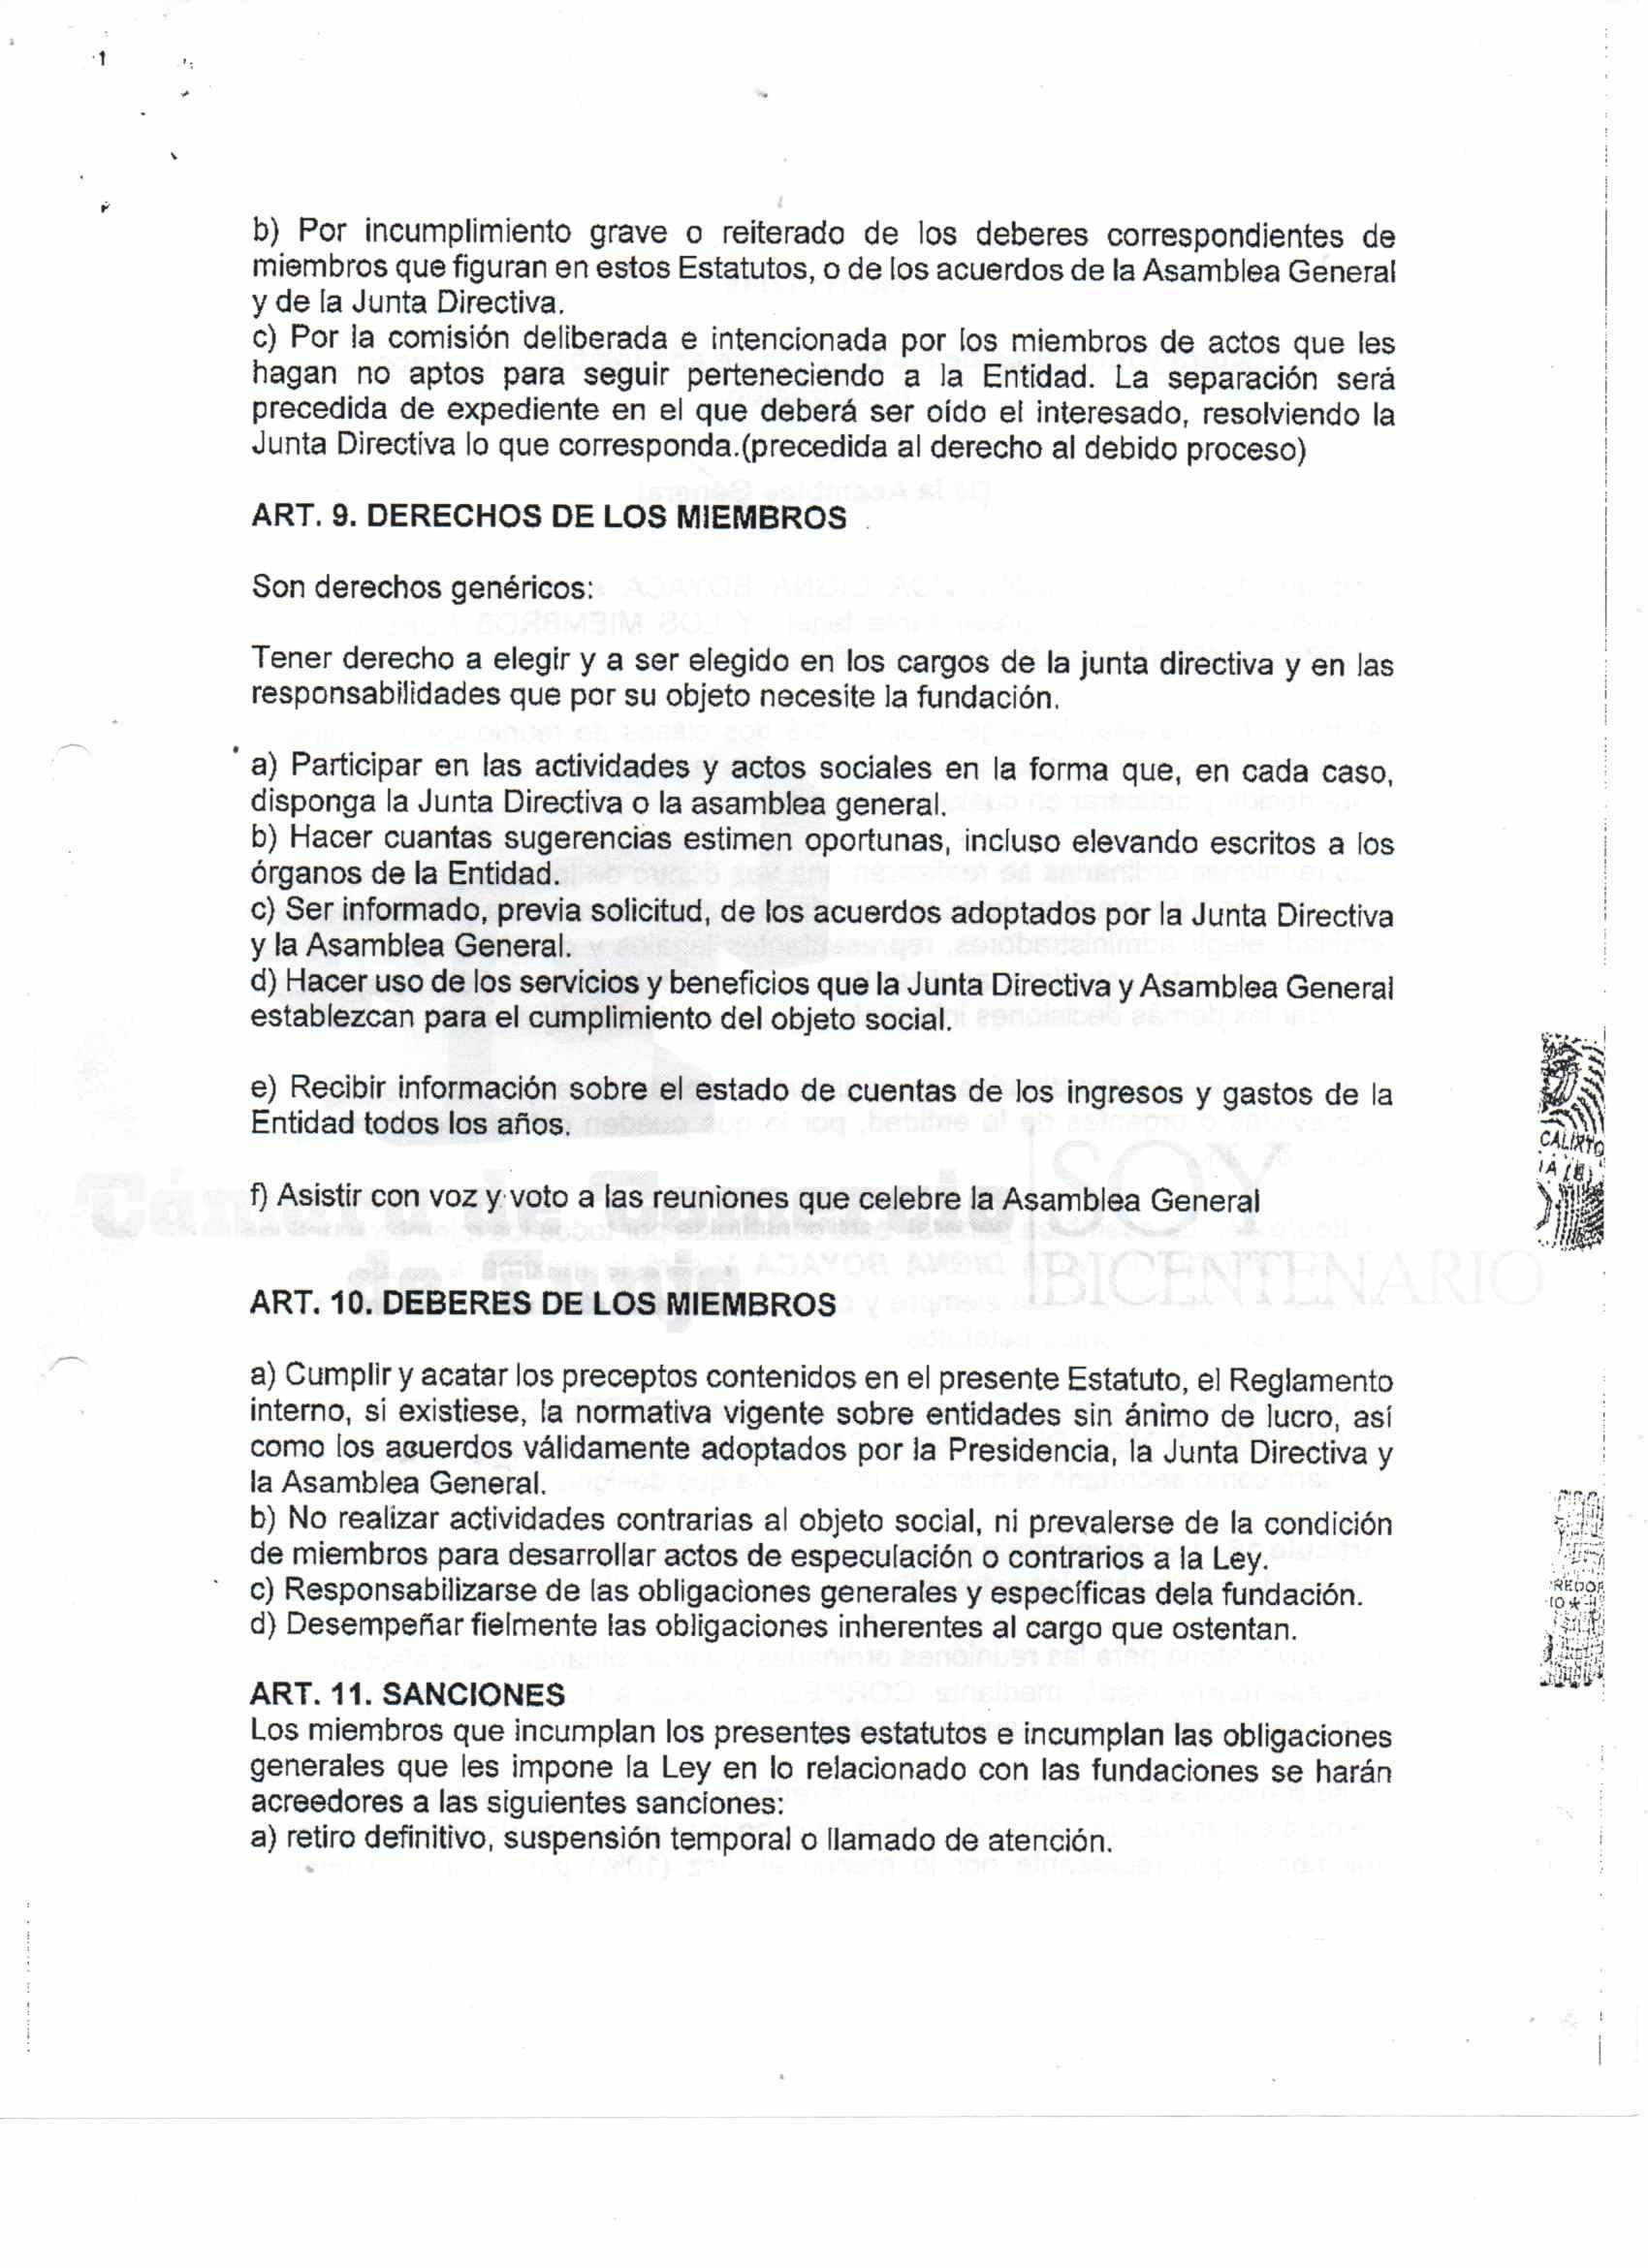 b) Por incumplimiento grave o reiterado de los deberes correspondientes de
miembros que figuran en estos Estatutos, o de los acuerdos de la Asamblea General
y de la Junta Directiva.
c) Por la comisión deliberada e intencionada por los miembros de actos que les
hagan no aptos para seguir perteneciendo a la Entidad. La separación será
precedida de expediente en el que deberá ser oído el interesado, resolviendo la
Junta Directiva lo que corresponda.(precedida al derecho al debido proceso)
ART. 9. DERECHOS DE LOS MIEMBROS
Son derechos genéricos:
Tener derecho a elegir y a ser elegido en los cargos de la junta directiva y en las
responsabilidades que por su objeto necesite la fundación.
a) Participar en las actividades y actos sociales en la forma que, en cada caso,
disponga la Junta Directiva o la asamblea general.
b) Hacer cuantas sugerencias estimen oportunas, incluso elevando escritos a los
órganos de la Entidad.
c) Ser informado, previa solicitud, de los acuerdos adoptados por la Junta Directiva
y la Asamblea General.
d) Hacer uso de los servicios y beneficios que la Junta Directiva y Asamblea General
establezcan para el cumplimiento del objeto social.
e) Recibir información sobre el estado de cuentas de los ingresos y gastos de la
Entidad todos los años.
Cámara de Comercio
de Tunja
SOY
BICENTENARIO
f) Asistir con voz y voto a las reuniones que celebre la Asamblea General
ART. 10. DEBERES DE LOS MIEMBROS
a) Cumplir y acatar los preceptos contenidos en el presente Estatuto, el Reglamento
interno, si existiese, la normativa vigente sobre entidades sin ánimo de lucro, así
como los acuerdos válidamente adoptados por la Presidencia, la Junta Directiva y
la Asamblea General.
b) No realizar actividades contrarias al objeto social, ni prevalerse de la condición
de miembros para desarrollar actos de especulación o contrarios a la Ley.
c) Responsabilizarse de las obligaciones generales y específicas dela fundación.
d) Desempeñar fielmente las obligaciones inherentes al cargo que ostentan.
ART. 11. SANCIONES
Los miembros que incumplan los presentes estatutos e incumplan las obligaciones
generales que les impone la Ley en lo relacionado con las fundaciones se harán
acreedores a las siguientes sanciones:
a) retiro definitivo, suspensión temporal o llamado de atención.
CALIXTO